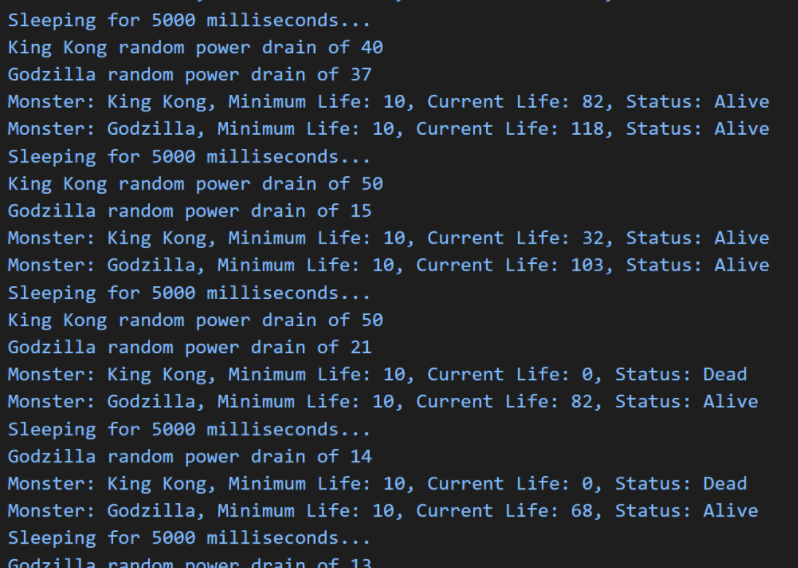 Sleeping for 5000 milliseconds...
King Kong random power drain of 40
Godzilla random power drain of 37
Monster: King Kong, Minimum Life: 10, Current Life: 82, Status: Alive
Monster: Godzilla, Minimum Life: 10, Current Life: 118, Status: Alive
Sleeping for 5000 milliseconds...
King Kong random power drain of 50
Godzilla random power drain of 15
Monster: King Kong, Minimum Life: 10, Current Life: 32, Status: Alive
Monster: Godzilla, Minimum Life: 10, Current Life: 103, Status: Alive
Sleeping for 5000 milliseconds...
King Kong random power drain of 50
Godzilla random power drain of 21
Monster: King Kong, Minimum Life: 10, Current Life: 0, Status: Dead
Monster: Godzilla, Minimum Life: 10, Current Life: 82, Status: Alive
Sleeping for 5000 milliseconds...
Godzilla random power drain of 14
Monster: King Kong, Minimum Life: 10, Current Life: 0, Status: Dead
Monster: Godzilla, Minimum Life: 10, Current Life: 68, Status: Alive
Sleeping for 5000 milliseconds...
Godzilla random power drain of 13